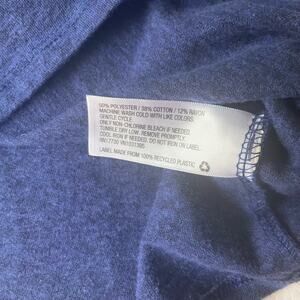 50% POLYESTER / 38% COTTON / 12% RAYON
MACHINE WASH COLD WITH LIKE COLORS
GENTLE CYCLE
ONLY NON-CHLORINE BLEACH IF NEEDED
TUMBLE DRY LOW. REMOVE PROMPTLY.
COOL IRON IF NEEDED. DO NOT IRON ON LABEL.
LABEL MADE FROM 100% RECYCLED PLASTIC